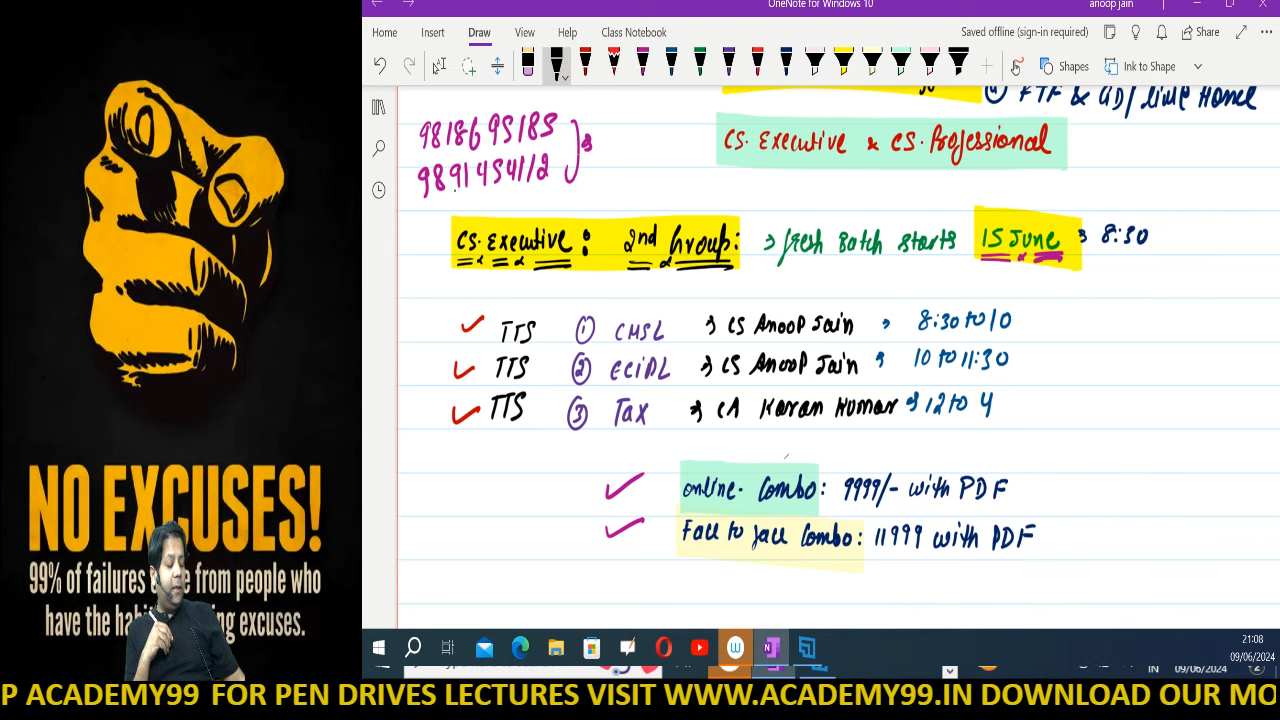 OneNote for Windows 10
anoop jain
Home Insert Draw View Help Class Notebook
Saved offline (sign-in required)
Share
Shapes
Ink to Shape
FTF & GD/ live Home
9818695185
9891454112
CS. Executive & CS. Professional
CS. Executive: 2nd Group: fresh Batch starts 15 June 8:30
TTS 1 CMSL CS Anoop Jain 8:30 to 10
TTS 2 ECIPL CS Anoop Jain 10 to 11:30
TTS 3 Tax CA Karan Kumar 12 to 4
online Combo: 9999/- with PDF
Face to face Combo: 11999 with PDF
NO EXCUSES!
99% of failures from people who
have the excuses.
21:08
IN 09/06/2024
09/06/2024
P ACADEMY99 FOR PEN DRIVES LECTURES VISIT WWW.ACADEMY99.IN DOWNLOAD OUR MO